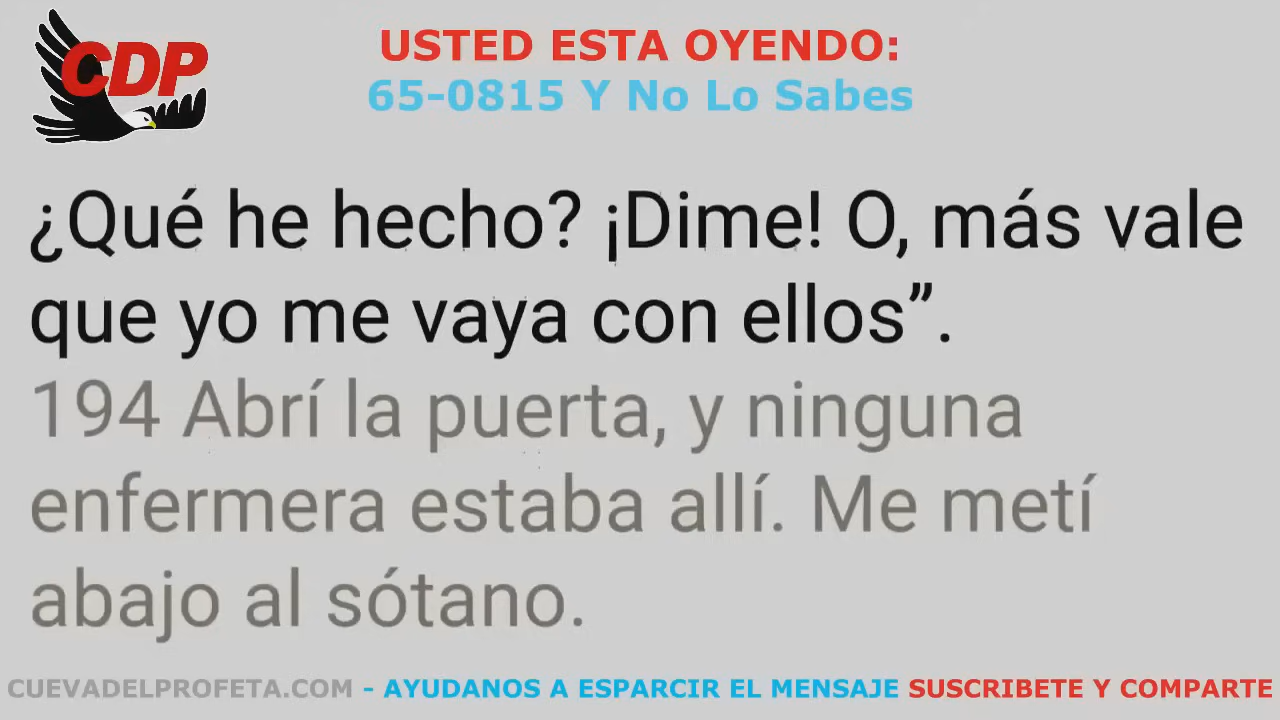 CDP
USTED ESTA OYENDO:
65-0815 Y No Lo Sabes
¿Qué he hecho? ¡Dime! O, más vale
que yo me vaya con ellos”.
194 Abrí la puerta, y ninguna
enfermera estaba allí. Me metí
abajo al sótano.
CUEVADELPROFETA.COM - AYUDANOS A ESPARCIR EL MENSAJE SUSCRIBETE Y COMPARTE